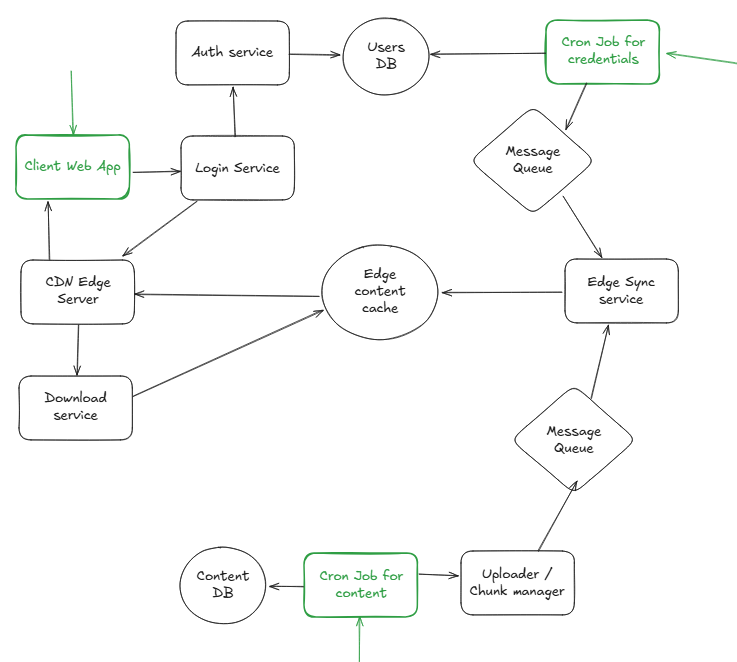 Auth service
Users
DB
Cron Job for
credentials
Message
Queue
Client Web App
Login Service
CDN Edge
Server
Edge
content
cache
Edge Sync
service
Download
service
Message
Queue
Content
DB
Cron Job for
content
Uploader /
Chunk manager